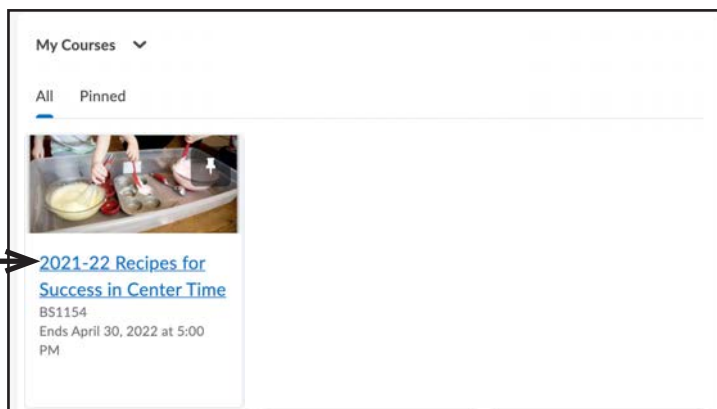 My Courses
All Pinned
2021-22 Recipes for
Success in Center Time
BS1154
Ends April 30, 2022 at 5:00
PM